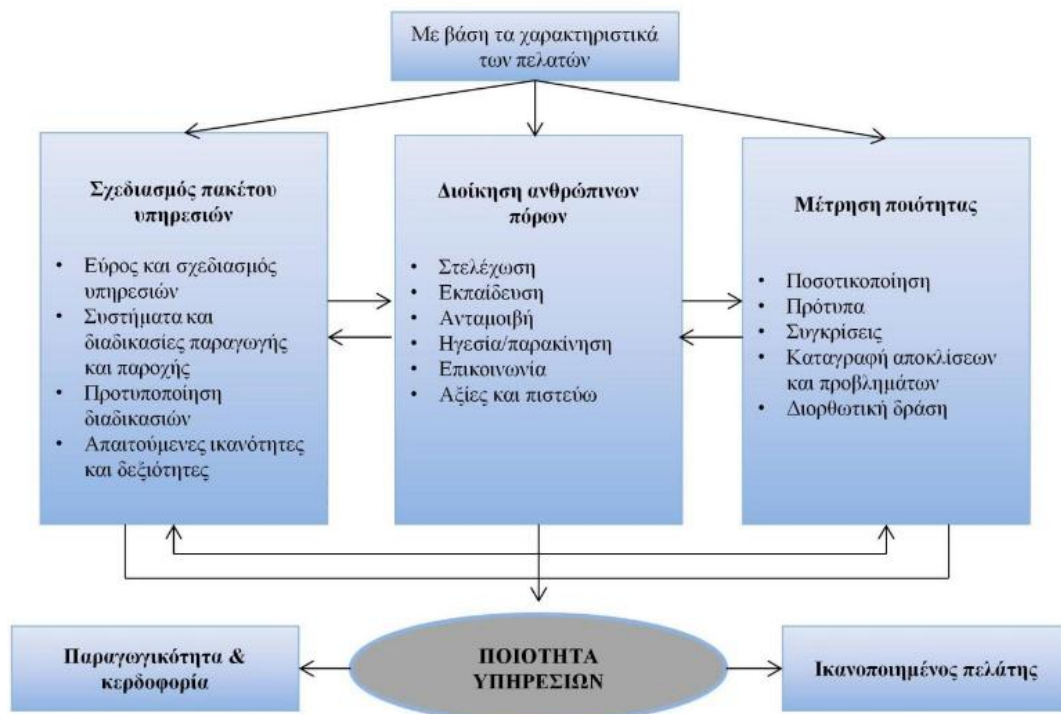 Με βάση τα χαρακτηριστικά
των πελατών
Σχεδιασμός πακέτου
υπηρεσιών
• Εύρος και σχεδιασμός
υπηρεσιών
• Συστήματα και
διαδικασίες παραγωγής
και παροχής
• Προτυποποίηση
διαδικασιών
• Απαιτούμενες ικανότητες
και δεξιότητες
Διοίκηση ανθρώπινων
πόρων
• Στελέχωση
• Εκπαίδευση
• Ανταμοιβή
• Ηγεσία/παρακίνηση
• Επικοινωνία
• Αξίες και πιστεύω
Μέτρηση ποιότητας
• Ποσοτικοποίηση
• Πρότυπα
• Συγκρίσεις
• Καταγραφή αποκλίσεων
και προβλημάτων
• Διορθωτική δράση
Παραγωγικότητα &
κερδοφορία
ΠΟΙΟΤΗΤΑ
ΥΠΗΡΕΣΙΩΝ
Ικανοποιημένος πελάτης